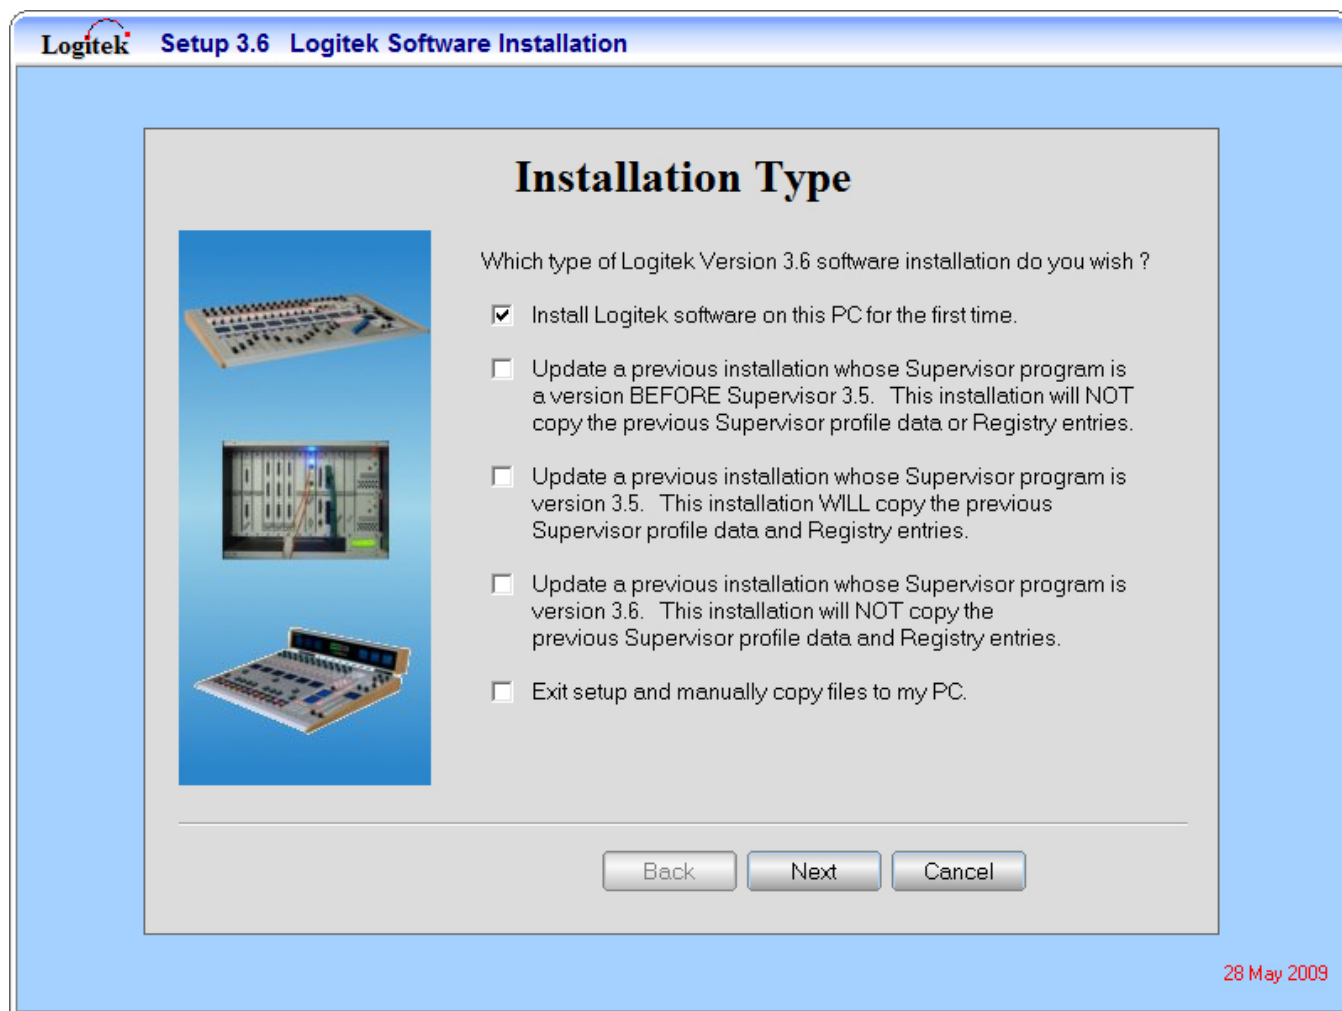 Logitek Setup 3.6 Logitek Software Installation
Installation Type
Which type of Logitek Version 3.6 software installation do you wish ?
Install Logitek software on this PC for the first time.
Update a previous installation whose Supervisor program is
a version BEFORE Supervisor 3.5. This installation will NOT
copy the previous Supervisor profile data or Registry entries.
Update a previous installation whose Supervisor program is
version 3.5. This installation WILL copy the previous
Supervisor profile data and Registry entries.
Update a previous installation whose Supervisor program is
version 3.6. This installation will NOT copy the
previous Supervisor profile data and Registry entries.
Exit setup and manually copy files to my PC.
Back Next Cancel
28 May 2009